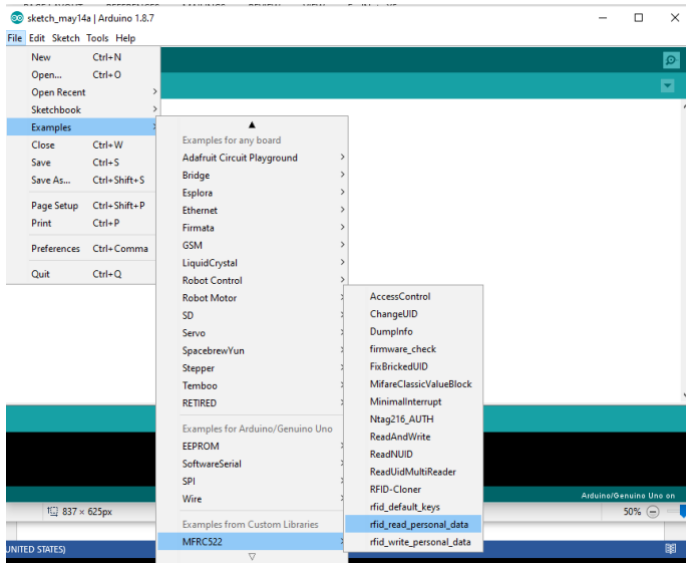 sketch_may14a | Arduino 1.8.7
File Edit Sketch Tools Help
New Ctrl+N
Open... Ctrl+O
Open Recent
Sketchbook
Examples
Close Ctrl+W
Save Ctrl+S
Save As... Ctrl+Shift+S
Page Setup Ctrl+Shift+P
Print Ctrl+P
Preferences Ctrl+Comma
Quit Ctrl+Q
Examples for any board
Adafruit Circuit Playground
Bridge
Esplora
Ethernet
Firmata
GSM
LiquidCrystal
Robot Control
Robot Motor
SD
Servo
SpacebrewYun
Stepper
Temboo
RETIRED
Examples for Arduino/Genuino Uno
EEPROM
SoftwareSerial
SPI
Wire
Examples from Custom Libraries
MFRC522
AccessControl
ChangeUID
DumpInfo
firmware_check
FixBrickedUID
MifareClassicValueBlock
MinimalInterrupt
Ntag216_AUTH
ReadAndWrite
ReadNUID
ReadUidMultiReader
RFID-Cloner
rfid_default_keys
rfid_read_personal_data
rfid_write_personal_data
Arduino/Genuino Uno on
837 × 625px
50%
UNITED STATES)